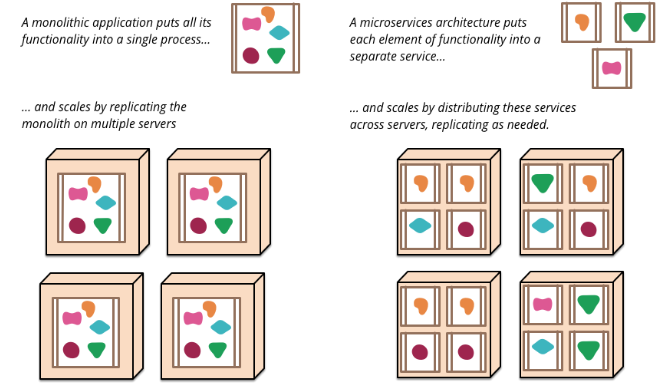 A monolithic application puts all its
functionality into a single process...
A microservices architecture puts
each element of functionality into a
separate service...
... and scales by replicating the
monolith on multiple servers
... and scales by distributing these services
across servers, replicating as needed.